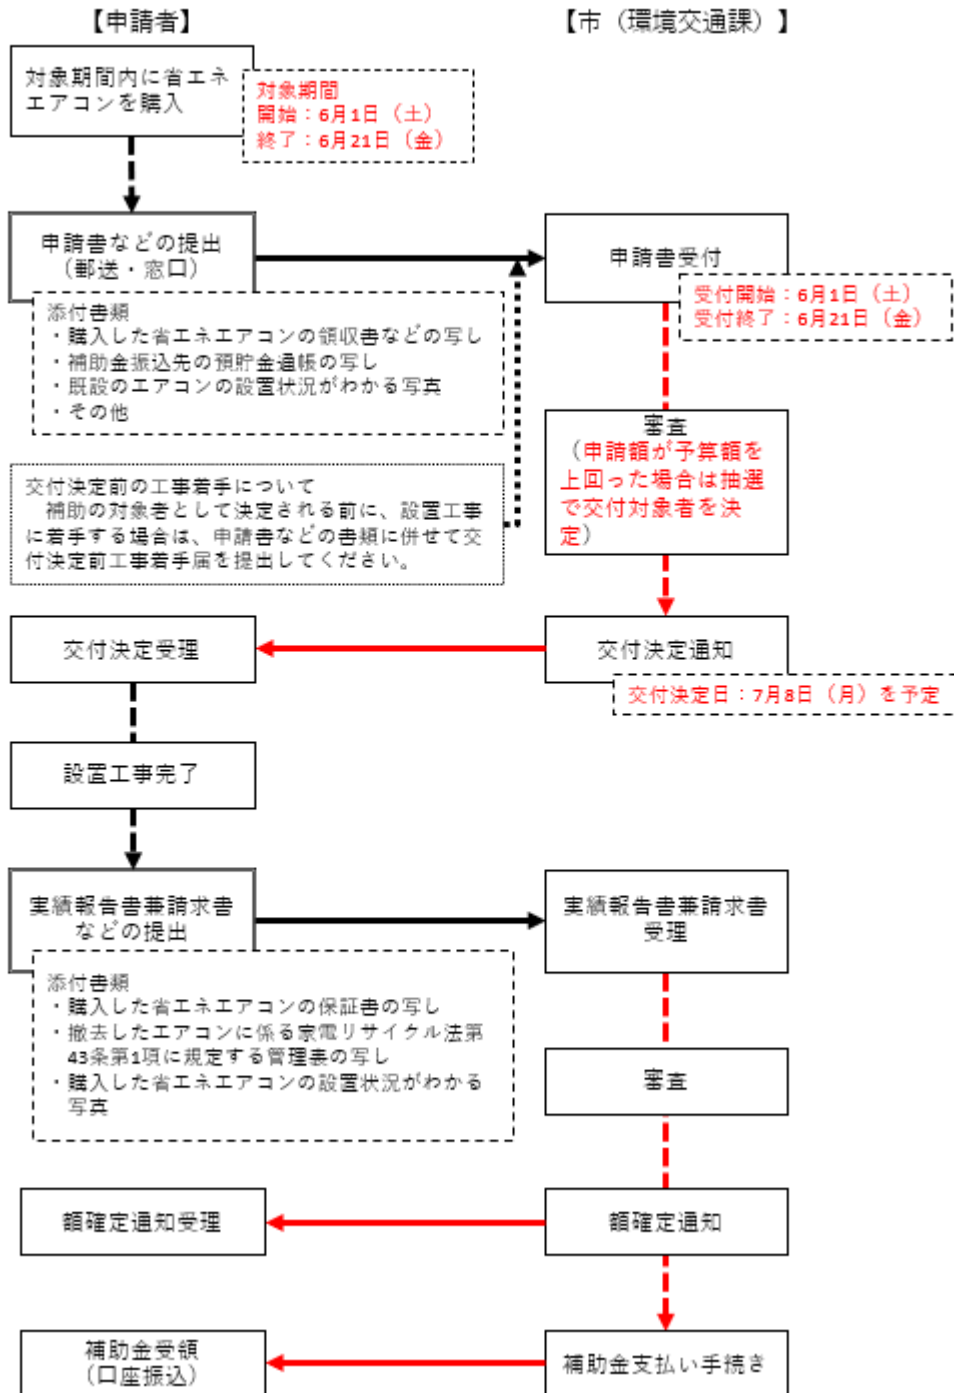 【申請者】
【市（環境交通課）】
対象期間内に省エネ
エアコンを購入
対象期間
開始：6月1日（土）
終了：6月21日（金）
申請書などの提出
（郵送・窓口）
申請書受付
受付開始：6月1日（土）
受付終了：6月21日（金）
添付書類
・購入した省エネエアコンの領収書などの写し
・補助金振込先の預貯金通帳の写し
・既設のエアコンの設置状況がわかる写真
・その他
審査
（申請額が予算額を
上回った場合は抽選
で交付対象者を決
定）
交付決定前の工事着手について
　補助の対象者として決定される前に、設置工事
に着手する場合は、申請書などの書類に併せて交
付決定前工事着手届を提出してください。
交付決定受理
交付決定通知
交付決定日：7月8日（月）を予定
設置工事完了
実績報告書兼請求書
などの提出
実績報告書兼請求書
受理
添付書類
・購入した省エネエアコンの保証書の写し
・撤去したエアコンに係る家電リサイクル法第
43条第1項に規定する管理表の写し
・購入した省エネエアコンの設置状況がわかる
写真
審査
額確定通知受理
額確定通知
補助金受領
（口座振込）
補助金支払い手続き